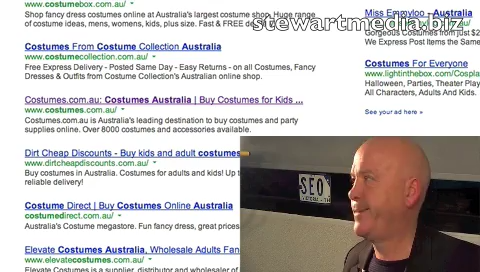 www.costumebox.com.au/
Shop fancy dress costumes online at Australia's largest costume shop. Huge range
of costume ideas, mens, womens, kids, plus size. Fast & FREE
Costumes From Costume Collection Australia
www.costumecollection.com.au/
Free Express Delivery - Posted Same Day - Easy Returns - on all Costumes, Fancy
Dresses & Outfits from Costume Collection's Australian online shop.
Costumes.com.au: Costumes Australia | Buy Costumes for Kids ...
www.costumes.com.au/
Costumes.com.au is Australia's leading destination to buy costumes and party
supplies online. Over 8000 costumes and accessories available.
Dirt Cheap Discounts - Buy kids and adult costumes
www.dirtcheapdiscounts.com.au/
Buy costumes in Australia. Costumes for adults and kids! Up t
reliable delivery!
Costume Direct | Buy Costumes Online Australia
costumedirect.com.au/
Australia's Costume megastore. Fun fancy dress, great prices
Elevate Costumes Australia, Wholesale Adults Fan
www.elevatecostumes.com.au/
Elevate Costumes is a supplier, distributor and wholesaler of
stewartmedia.biz
Miss Emmyloo - Australia
Gorgeous Costumes from just $2
We Express Post Items the Same
Costumes For Everyone
www.lightinthebox.com/Cospla
Halloween, Parties, Theater Play
All Characters, Adults And Kids.
See your ad here »
SEO